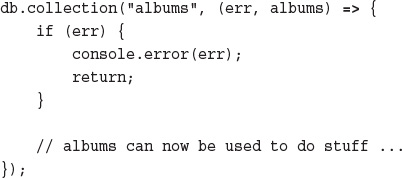 db.collection("albums", (err, albums) => {
    if (err) {
        console.error(err);
        return;
    }

    // albums can now be used to do stuff ...
});